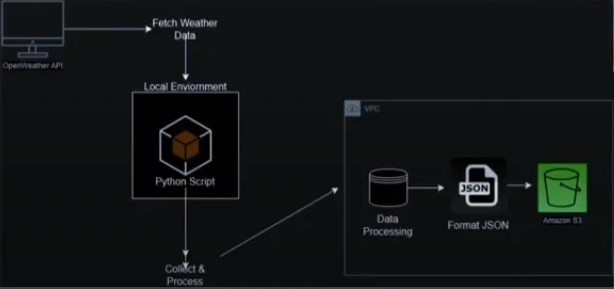 Fetch Weather
Data
OpenWeather API
Local Enviornment
Python Script
Collect &
Process
VPC
Data
Processing
JSON
Format JSON
Amazon S3